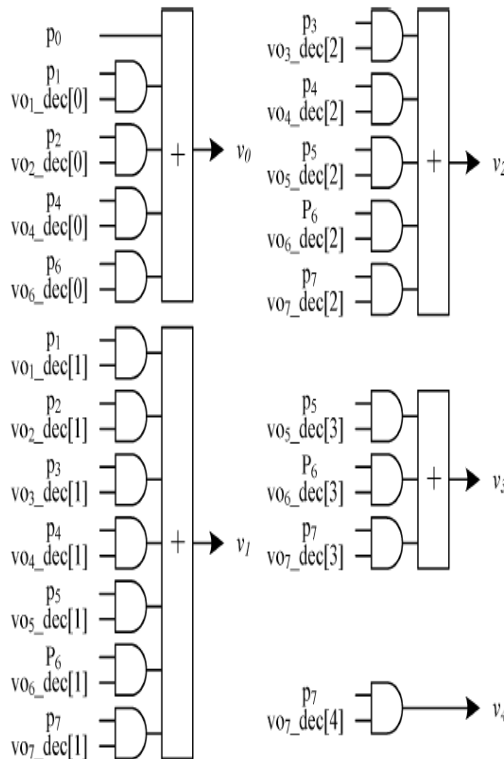 p₀
p₁
vo₁_dec[0]
p₂
vo₂_dec[0]
p₄
vo₄_dec[0]
p₆
vo₆_dec[0]
+
v₀
p₁
vo₁_dec[1]
p₂
vo₂_dec[1]
p₃
vo₃_dec[1]
p₄
vo₄_dec[1]
p₅
vo₅_dec[1]
P₆
vo₆_dec[1]
p₇
vo₇_dec[1]
+
v₁
p₃
vo₃_dec[2]
p₄
vo₄_dec[2]
p₅
vo₅_dec[2]
P₆
vo₆_dec[2]
p₇
vo₇_dec[2]
+
v₂
p₅
vo₅_dec[3]
P₆
vo₆_dec[3]
p₇
vo₇_dec[3]
+
v₃
p₇
vo₇_dec[4]
v